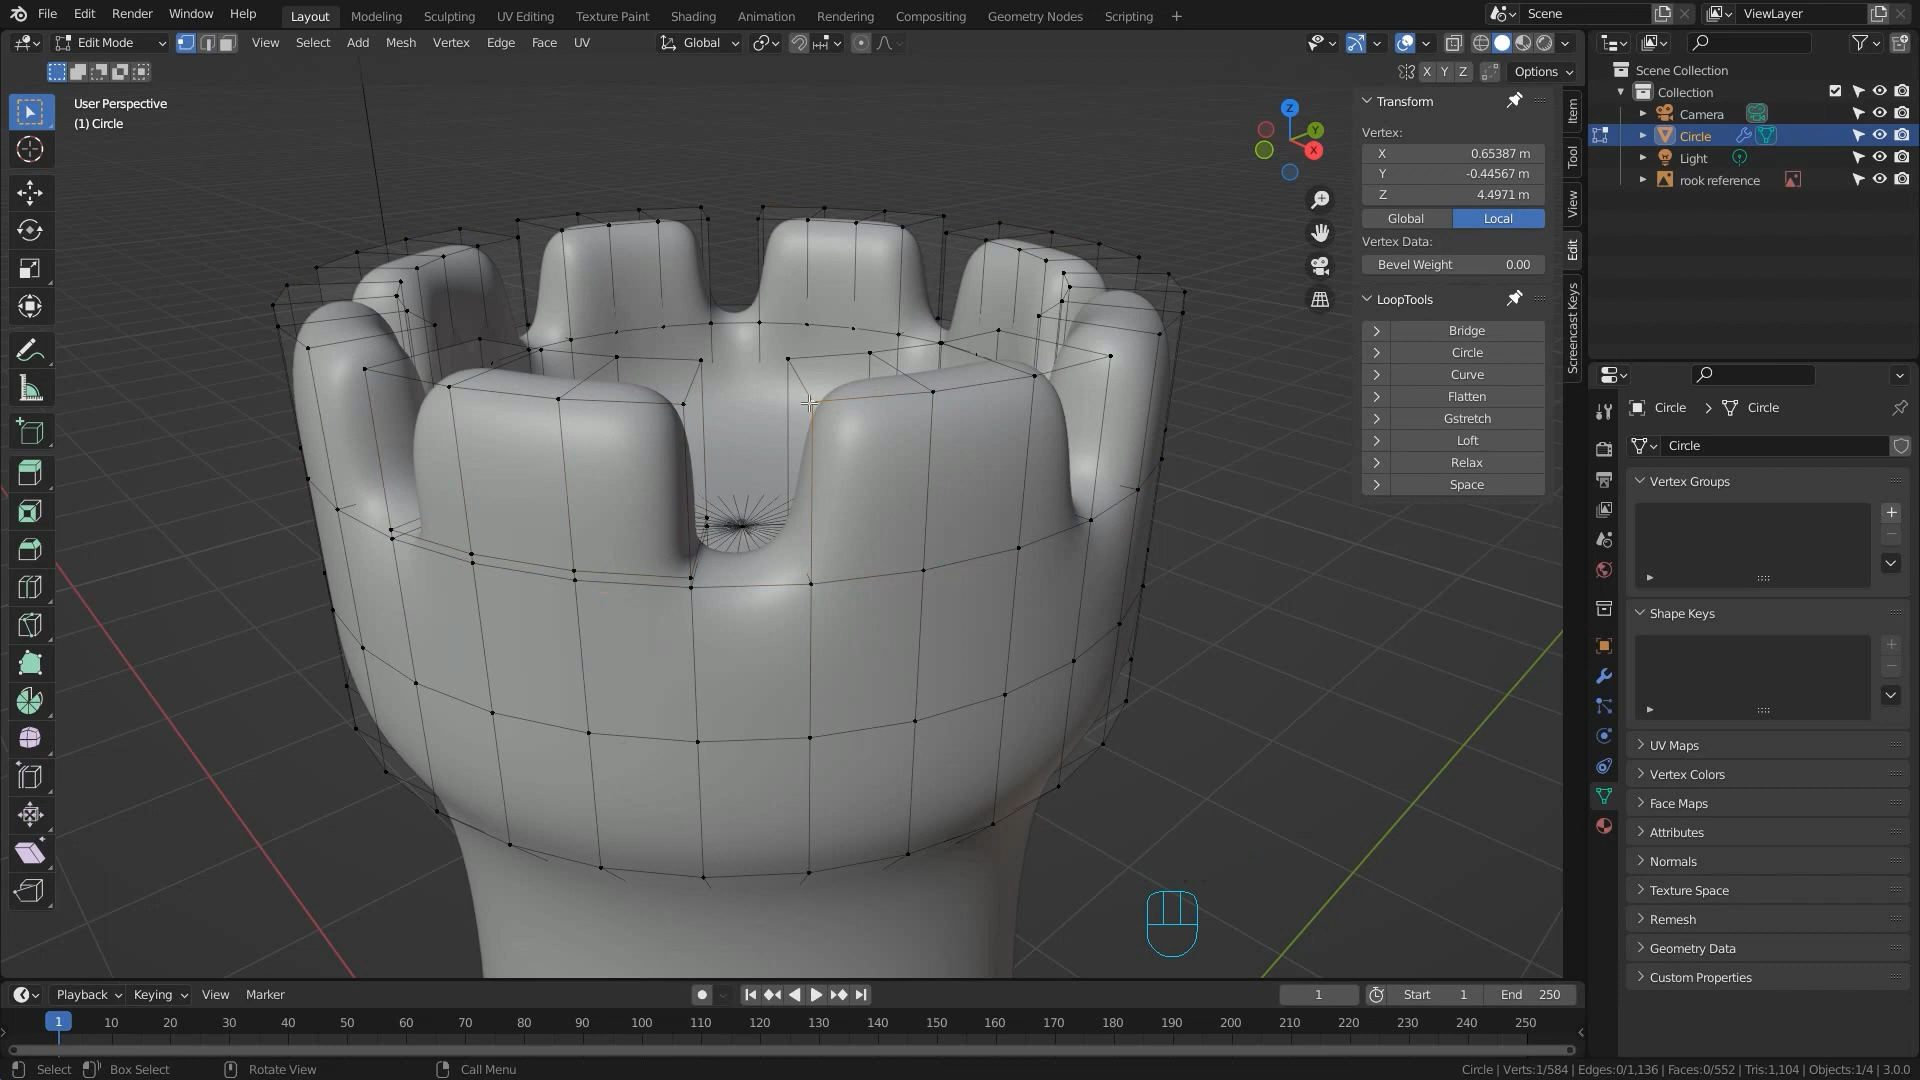 File Edit Render Window Help Layout Modeling Sculpting UV Editing Texture Paint Shading Animation Rendering Compositing Geometry Nodes Scripting + Scene ViewLayer
Edit Mode View Select Add Mesh Vertex Edge Face UV Global
X Y Z Options
User Perspective
(1) Circle
Z
Y
X
Transform
Vertex:
X 0.65387 m
Y -0.44567 m
Z 4.4971 m
Global Local
Vertex Data:
Bevel Weight 0.00
LoopTools
Bridge
Circle
Curve
Flatten
Gstretch
Loft
Relax
Space
Item
Tool
View
Edit
Screencast Keys
Scene Collection
Collection
Camera
Circle
Light
rook reference
Circle Circle
Circle
Vertex Groups
Shape Keys
UV Maps
Vertex Colors
Face Maps
Attributes
Normals
Texture Space
Remesh
Geometry Data
Custom Properties
Playback Keying View Marker 1 Start 1 End 250
1 10 20 30 40 50 60 70 80 90 100 110 120 130 140 150 160 170 180 190 200 210 220 230 240 250
Select Box Select Rotate View Call Menu Circle | Verts:1/584 | Edges:0/1,136 | Faces:0/552 | Tris:1,104 | Objects:1/4 | 3.0.0